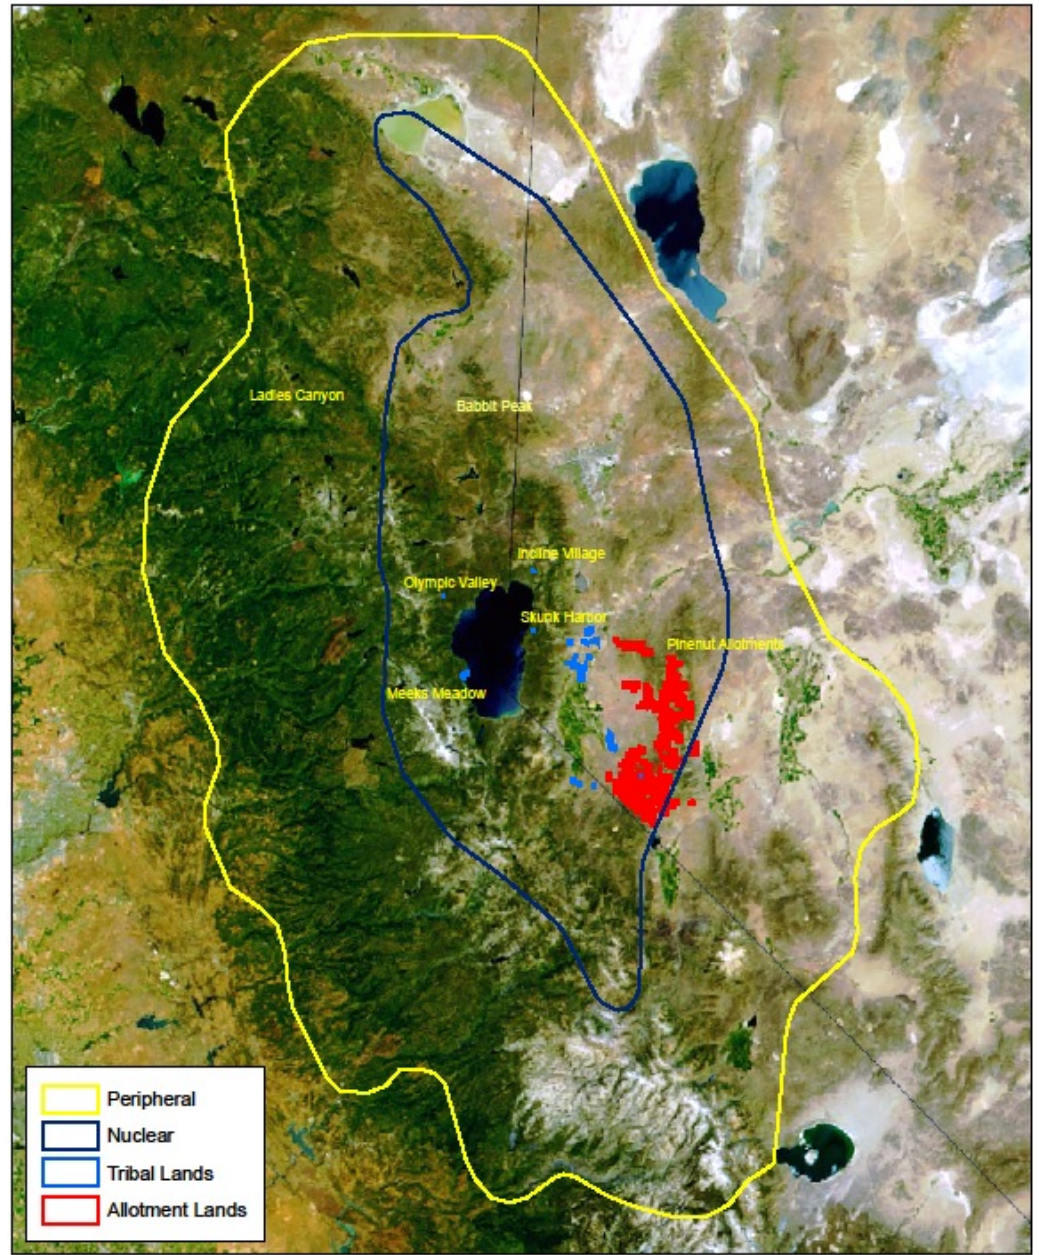 Ladies Canyon
Babbit Peak
Incline Village
Olympic Valley
Skunk Harbor
Pinenut Allotments
Meeks Meadow
Peripheral
Nuclear
Tribal Lands
Allotment Lands